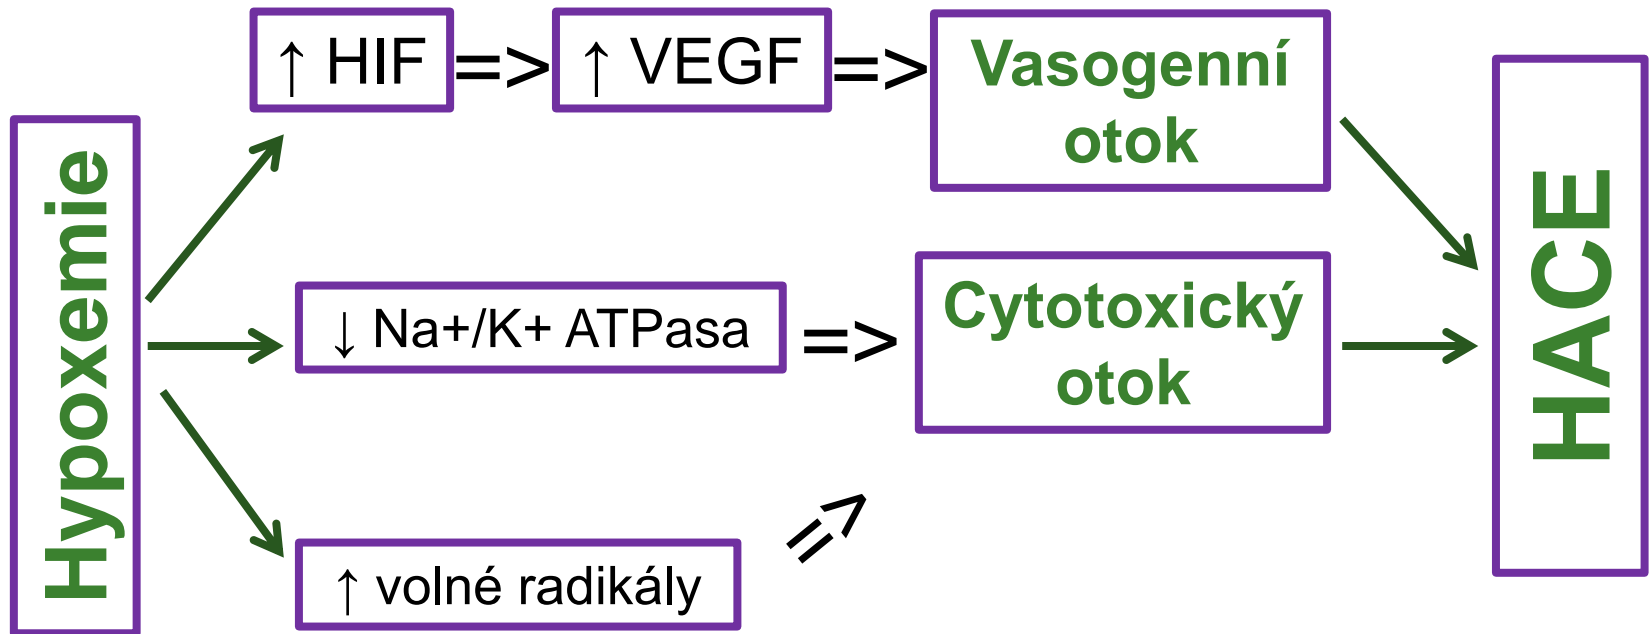 Hypoxemie
↑ HIF => ↑ VEGF => Vasogenní
otok
↓ Na+/K+ ATPasa => Cytotoxický
otok
↑ volné radikály =>
HACE